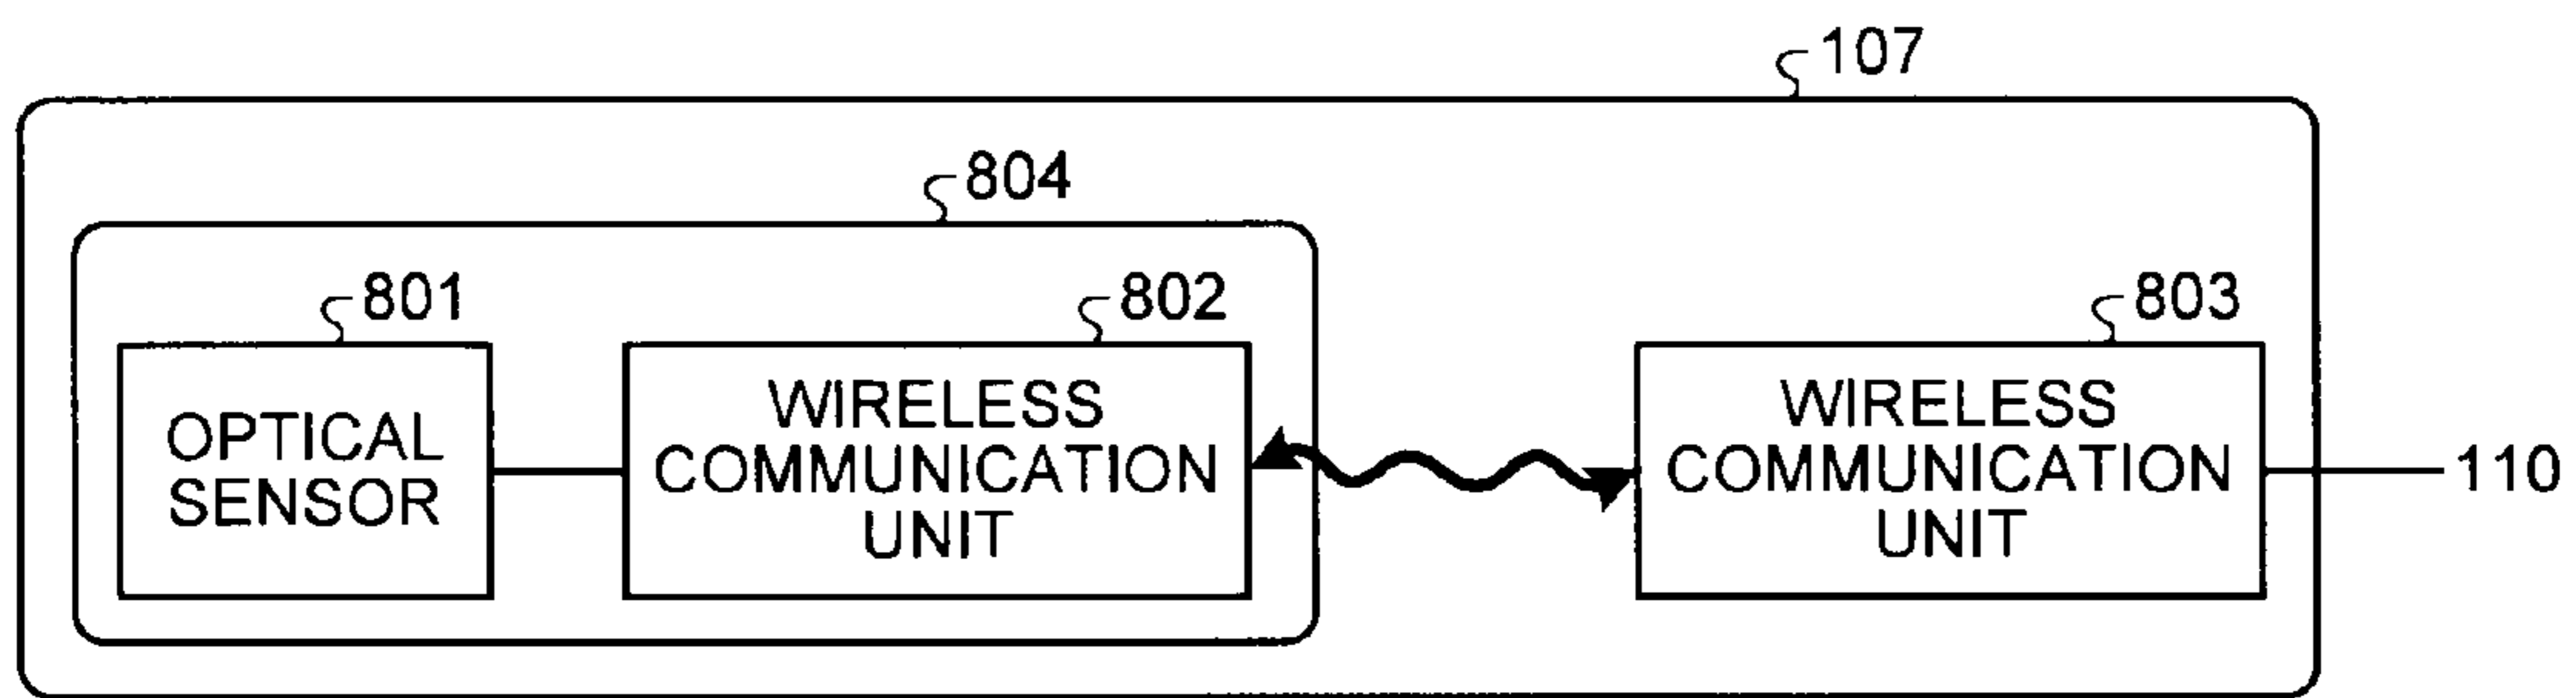 107
804
801
802
803
OPTICAL
SENSOR
WIRELESS
COMMUNICATION
UNIT
WIRELESS
COMMUNICATION
UNIT
110